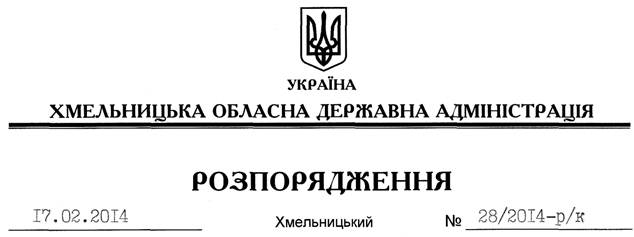 УКРАЇНА
ХМЕЛЬНИЦЬКА ОБЛАСНА ДЕРЖАВНА АДМІНІСТРАЦІЯ
РОЗПОРЯДЖЕННЯ
17.02.2014 Хмельницький № 28/2014-р/к